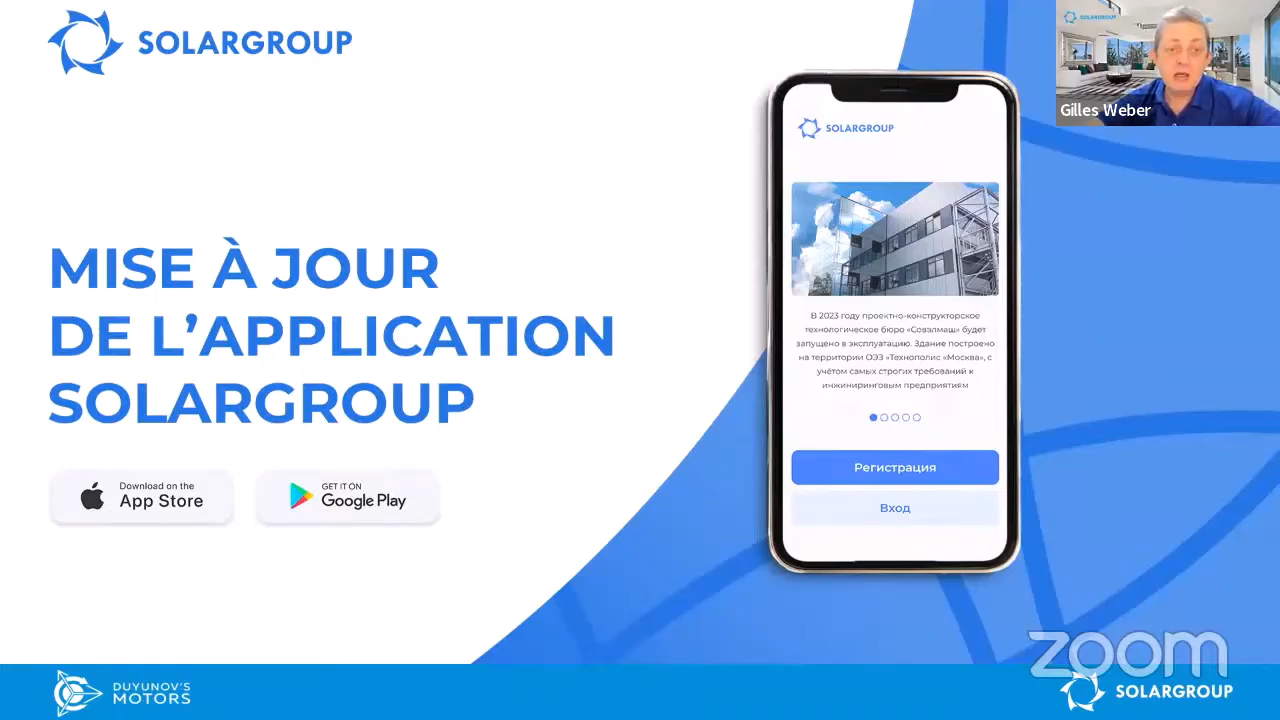 SOLARGROUP
SOLARGROUP
Gilles Weber
SOLARGROUP
MISE À JOUR
DE L’APPLICATION
SOLARGROUP
Download on the
App Store
GET IT ON
Google Play
В 2023 году проектно-конструкторское
технологическое бюро «Совэлмаш» будет
запущено в эксплуатацию. Здание построено
на территории ОЭЗ «Технополис «Москва», с
учётом самых строгих требований к
инжиниринговым предприятиям
Регистрация
Вход
zoom
DUYUNOV'S
MOTORS
SOLARGROUP